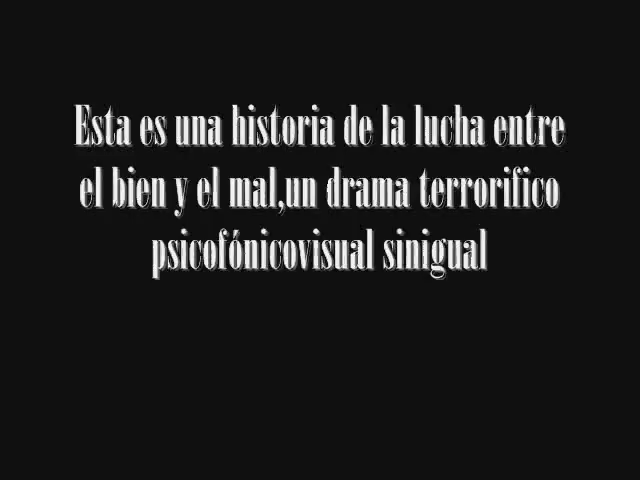 Esta es una historia de la lucha entre
el bien y el mal,un drama terrorifico
psicofónicovisual sinigual